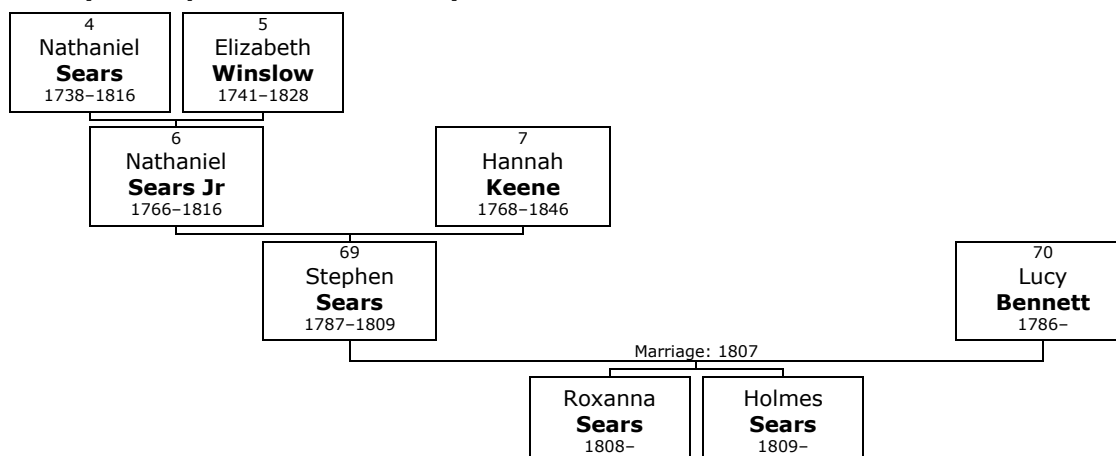 4
Nathaniel
Sears
1738–1816
5
Elizabeth
Winslow
1741–1828
6
Nathaniel
Sears Jr
1766–1816
7
Hannah
Keene
1768–1846
69
Stephen
Sears
1787–1809
70
Lucy
Bennett
1786–
Marriage: 1807
Roxanna
Sears
1808–
Holmes
Sears
1809–